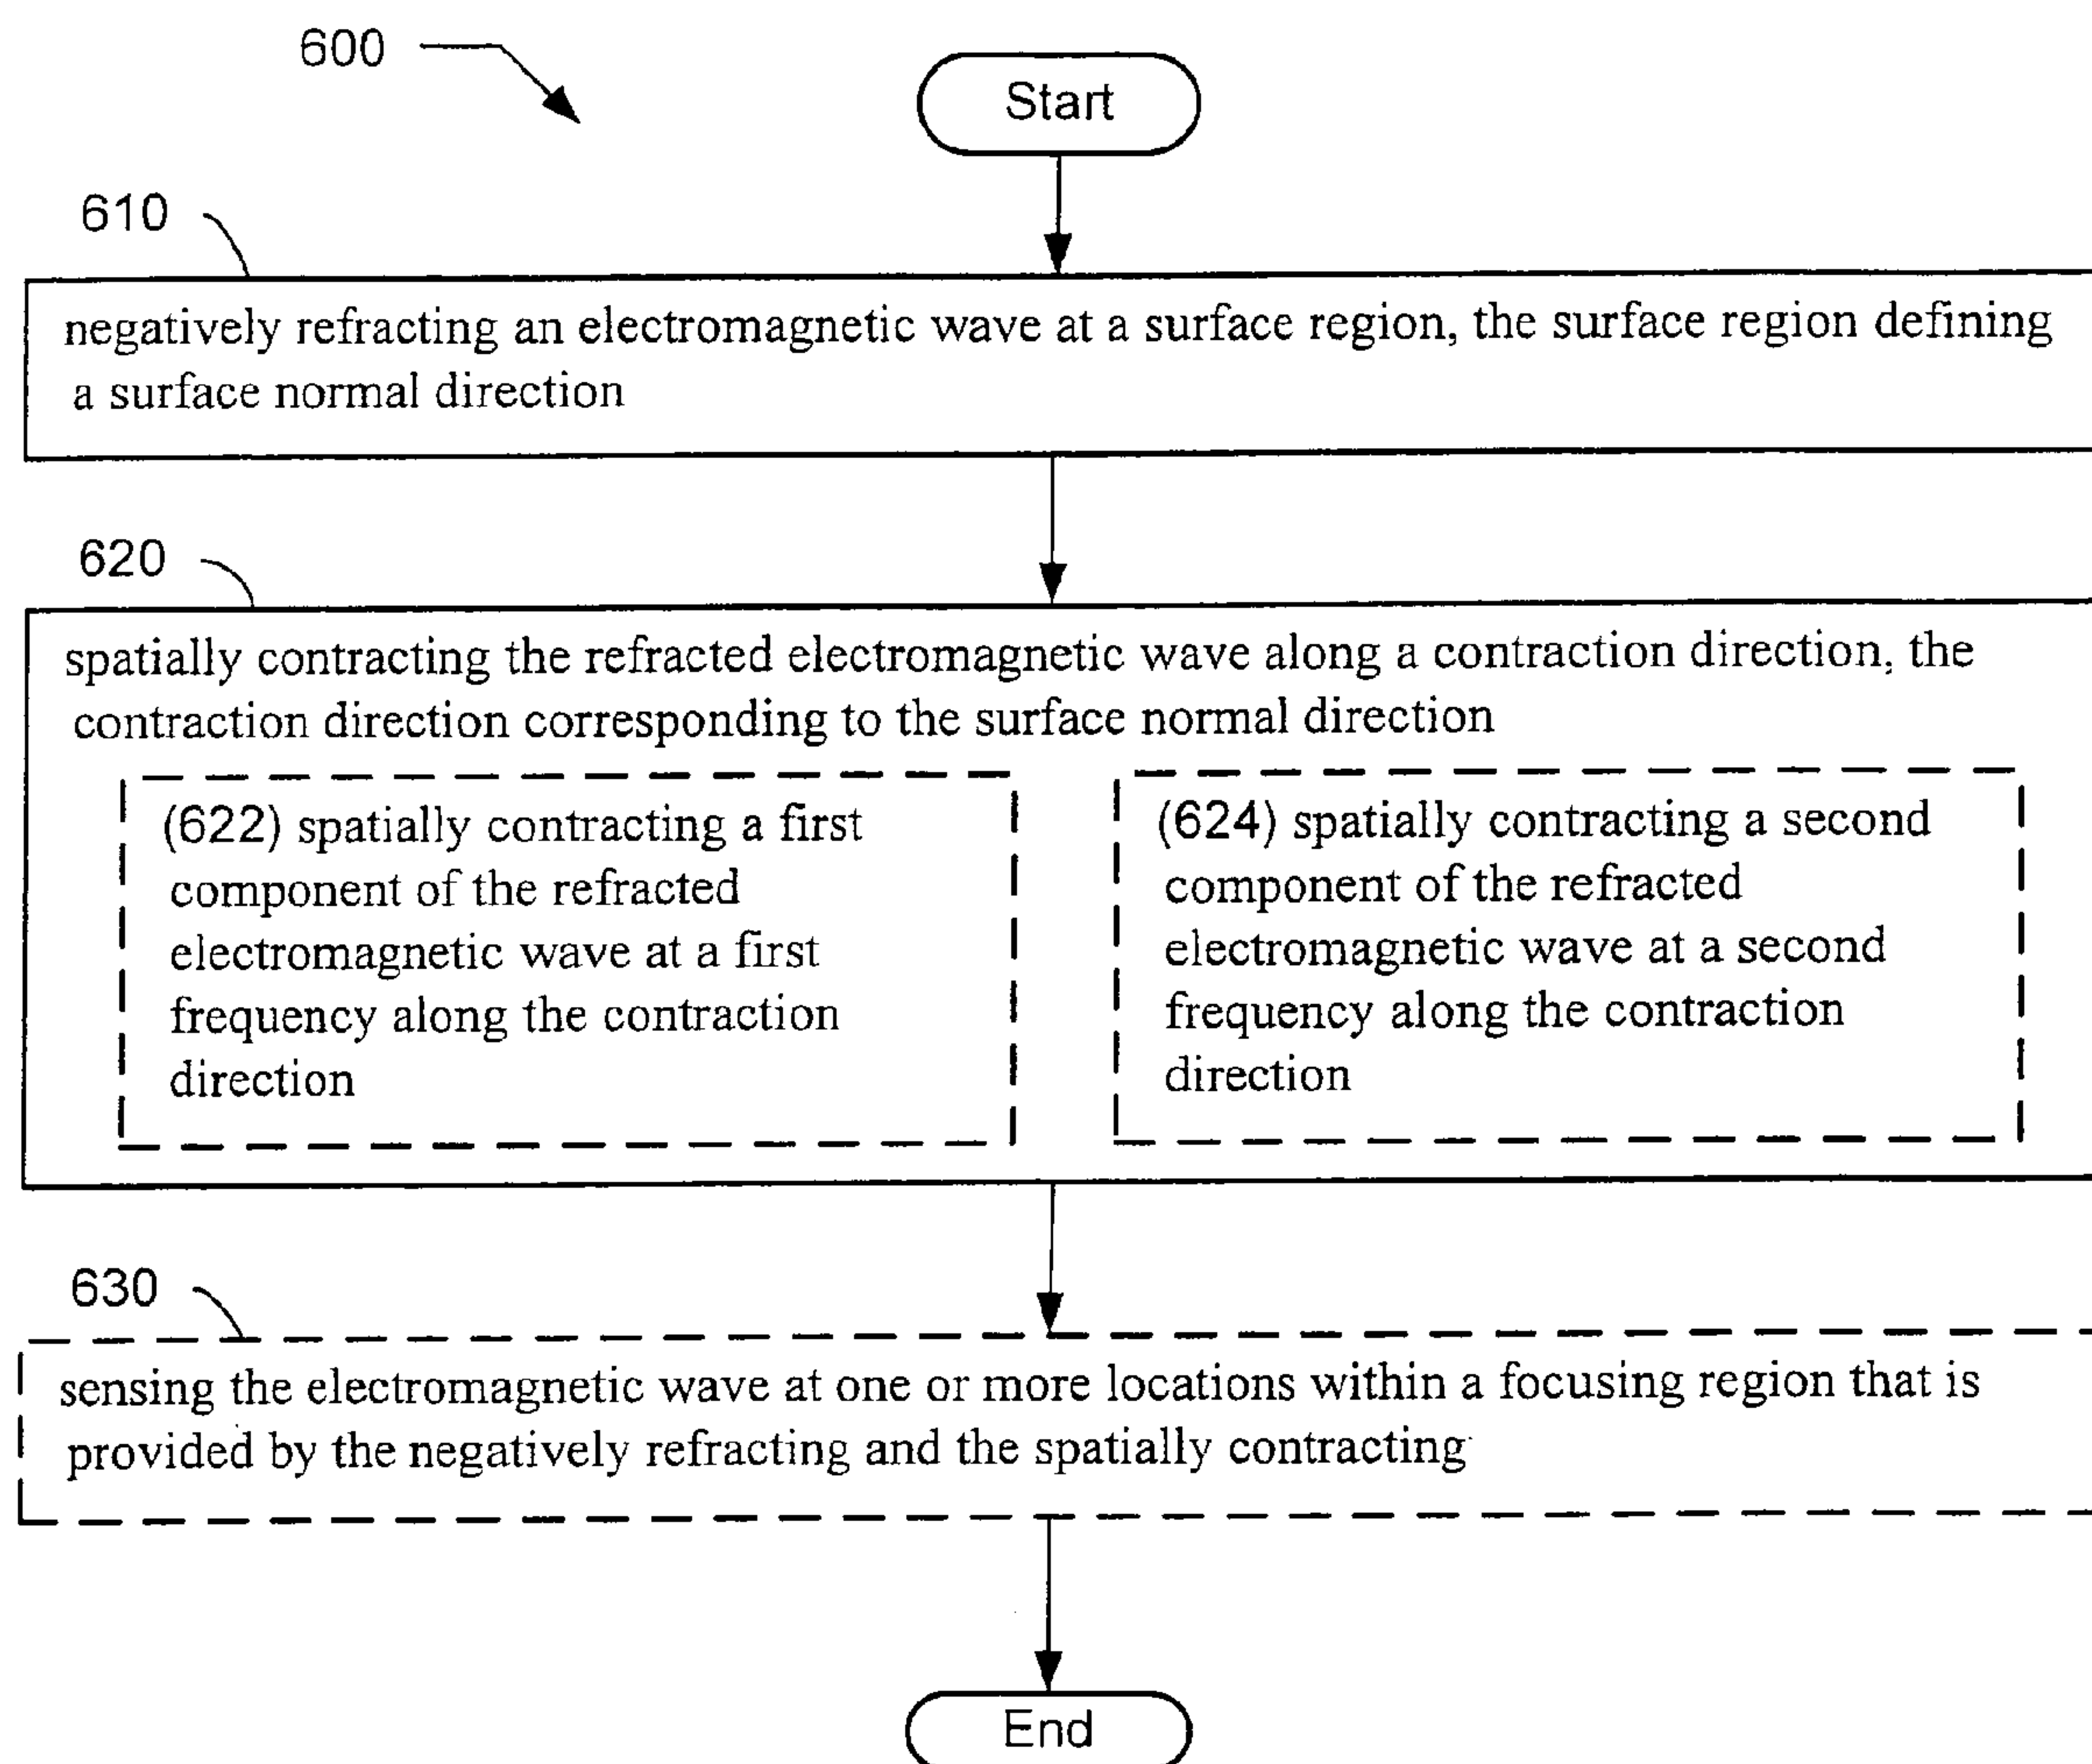 600
Start
610
negatively refracting an electromagnetic wave at a surface region, the surface region defining
a surface normal direction
620
spatially contracting the refracted electromagnetic wave along a contraction direction, the
contraction direction corresponding to the surface normal direction
(622) spatially contracting a first
component of the refracted
electromagnetic wave at a first
frequency along the contraction
direction
(624) spatially contracting a second
component of the refracted
electromagnetic wave at a second
frequency along the contraction
direction
630
sensing the electromagnetic wave at one or more locations within a focusing region that is
provided by the negatively refracting and the spatially contracting
End